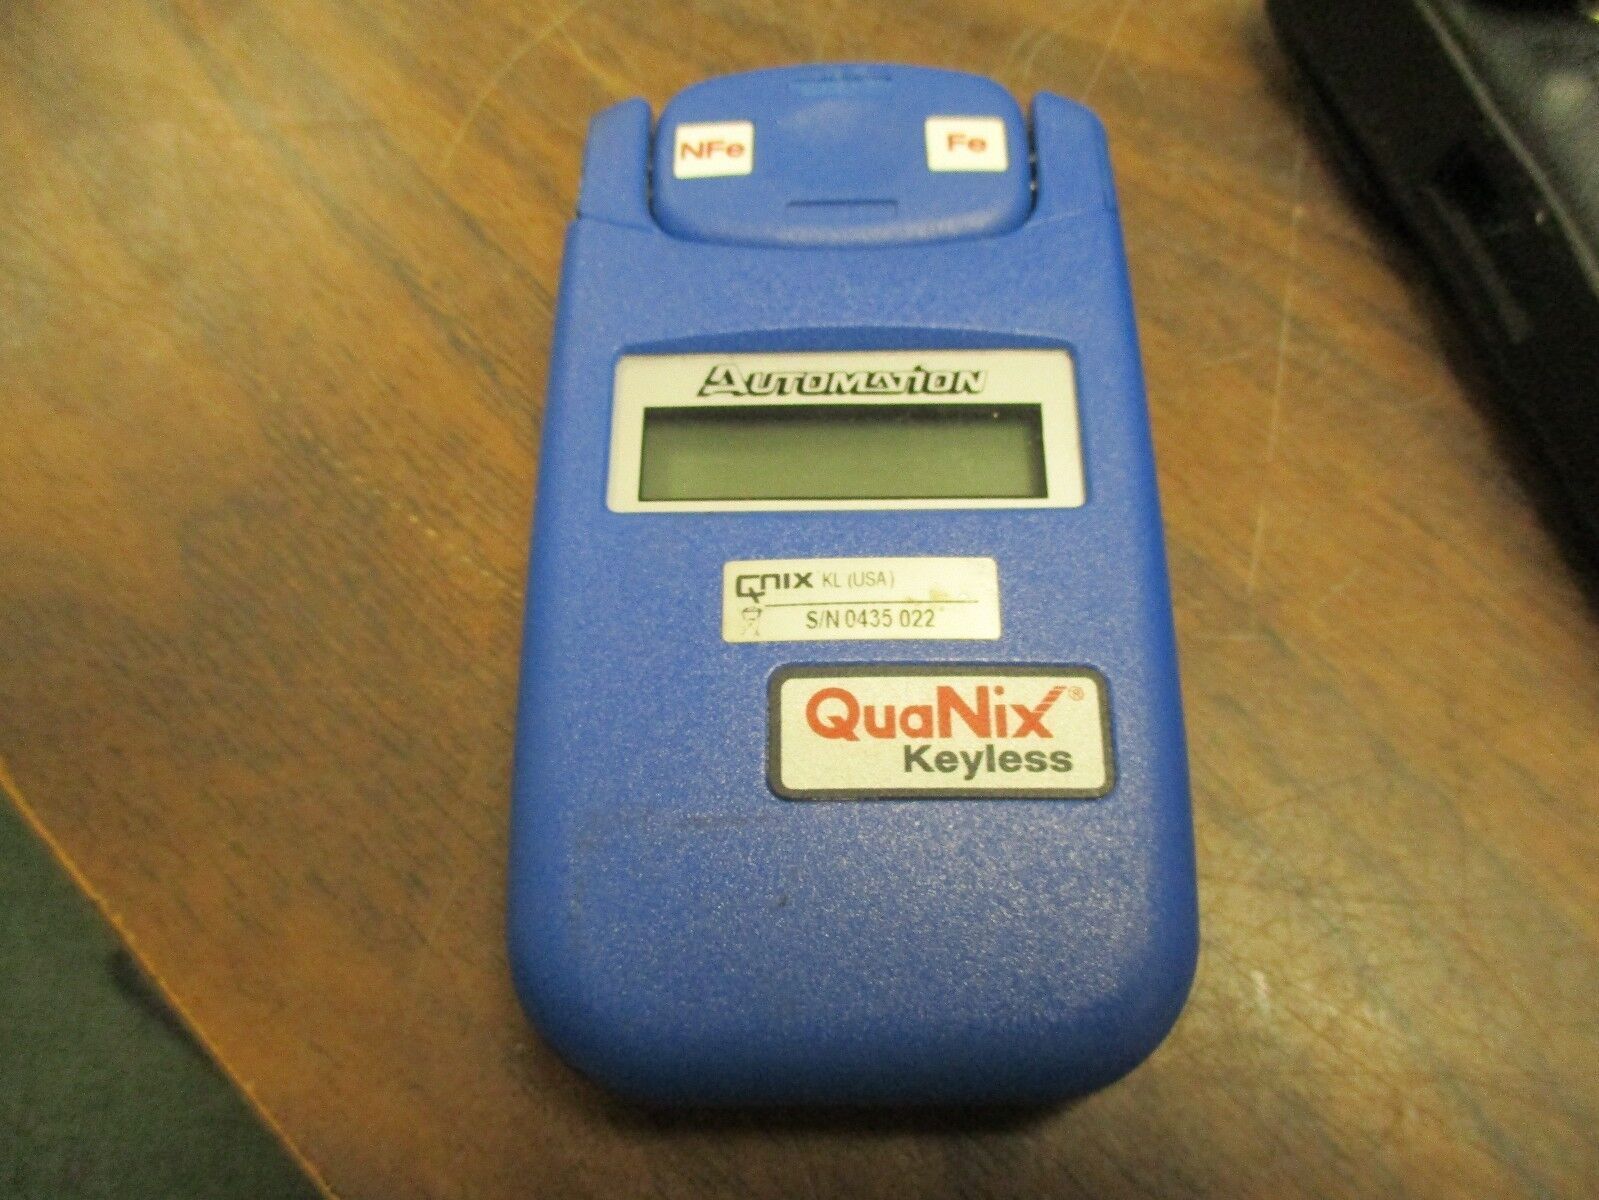 NFe
Fe
AUTOMATION
Qnix KL (USA)
S/N 0435 022
QuaNix®
Keyless